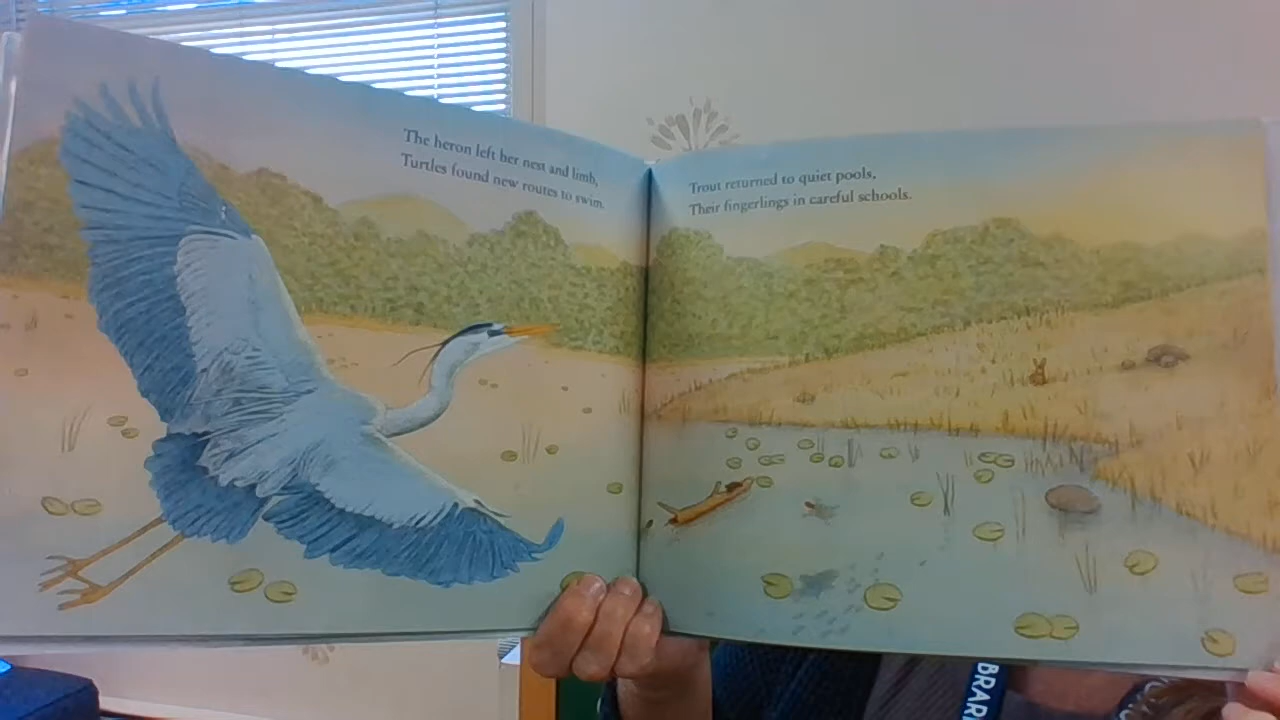 The heron left her nest and limb,
Turtles found new routes to swim.
Trout returned to quiet pools,
Their fingerlings in careful schools.
BRAR